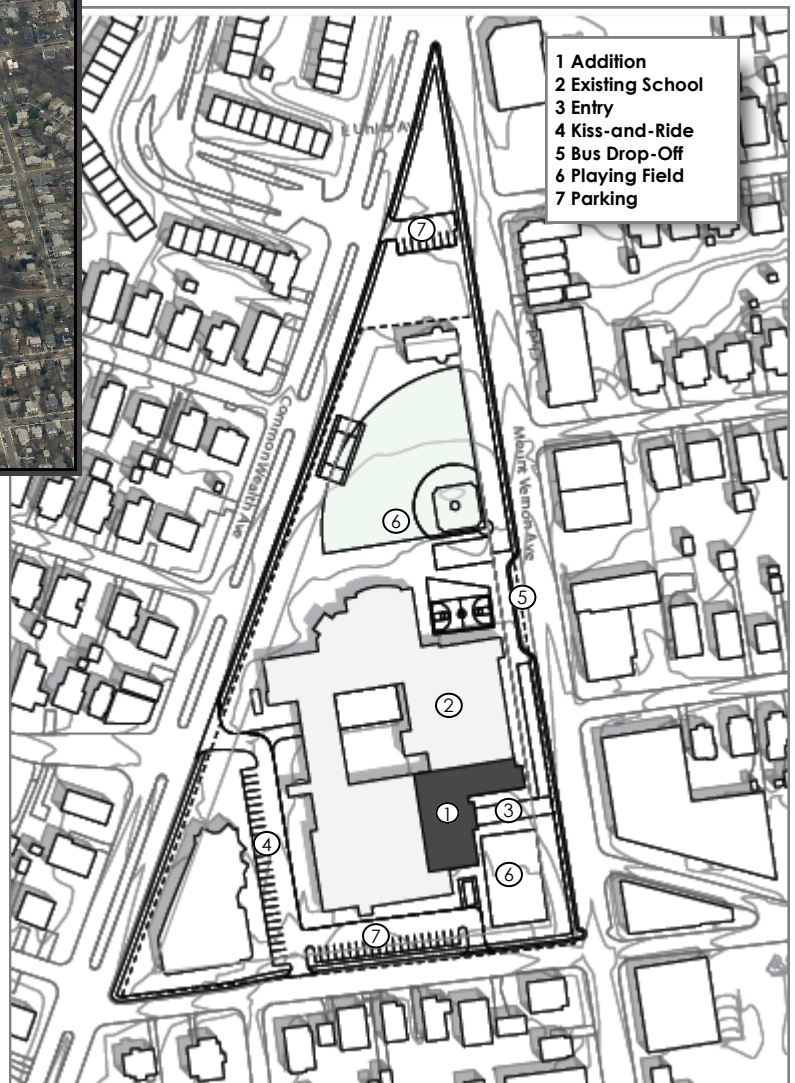 1 Addition
2 Existing School
3 Entry
4 Kiss-and-Ride
5 Bus Drop-Off
6 Playing Field
7 Parking
7
CommonWealth Ave
Mount Vernon Ave
6
5
2
1
3
4
6
7